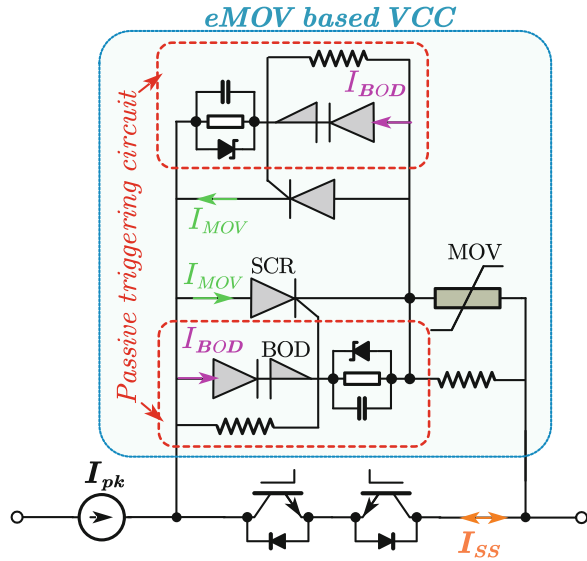 eMOV based VCC
Passive triggering circuit
I_BOD
I_MOV
I_MOV
SCR
MOV
I_BOD
BOD
I_pk
I_SS